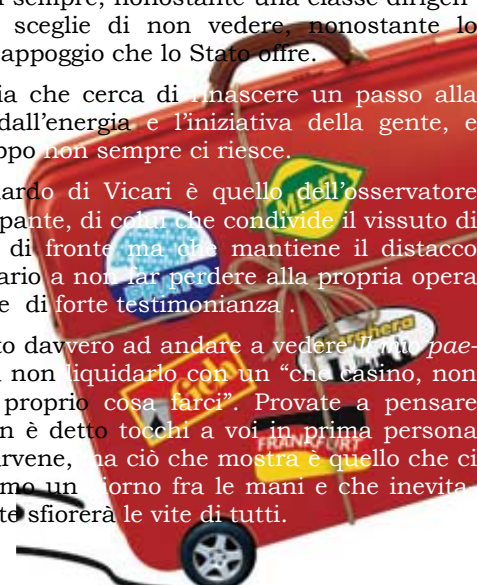 sempre, nonostante una classe dirigen-
sceglie di non vedere, nonostante lo
appoggio che lo Stato offre.
ia che cerca di rinascere un passo alla
dall'energia e l'iniziativa della gente, e
ppo non sempre ci riesce.
ardo di Vicari è quello dell'osservatore
pante, di colui che condivide il vissuto di
di fronte ma che mantiene il distacco
ario a non far perdere alla propria opera
e di forte testimonianza .
to davvero ad andare a vedere Il mio pae-
non liquidarlo con un “che casino, non
proprio cosa farci”. Provate a pensare
n è detto tocchi a voi in prima persona
rvene, ma ciò che mostra è quello che ci
mo un giorno fra le mani e che inevita-
te sfiorerà le vite di tutti.
FRANKFURT